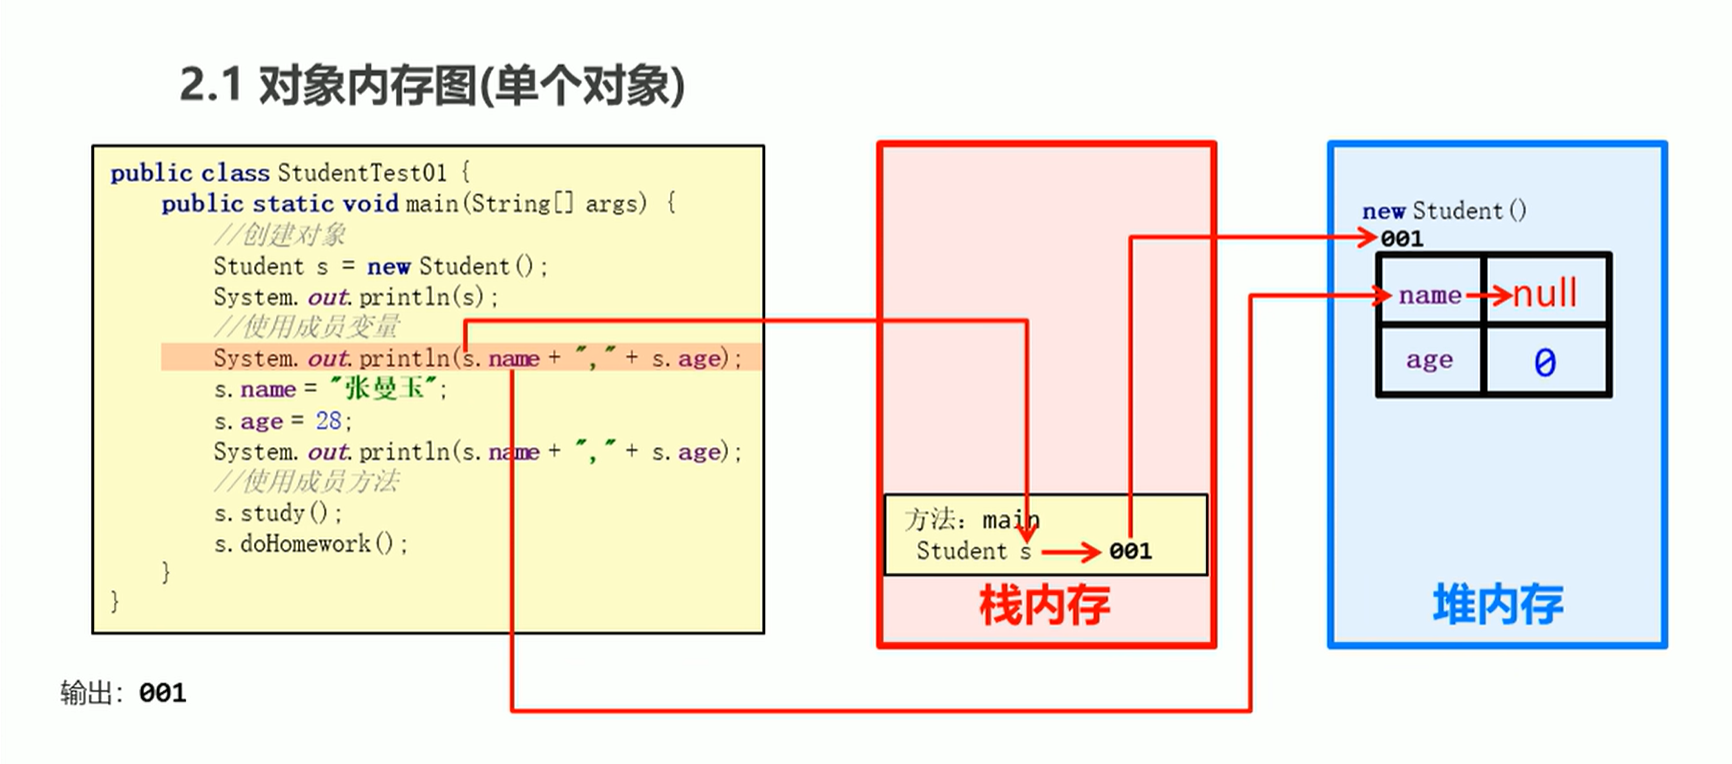 2.1 对象内存图(单个对象)
public class StudentTest01 {
public static void main(String[] args) {
//创建对象
Student s = new Student();
System.out.println(s);
//使用成员变量
System.out.println(s.name + "," + s.age);
s.name = "张曼玉";
s.age = 28;
System.out.println(s.name + "," + s.age);
//使用成员方法
s.study();
s.doHomework();
}
}
输出：001
方法：main
Student s 001
栈内存
new Student()
001
name null
age 0
堆内存